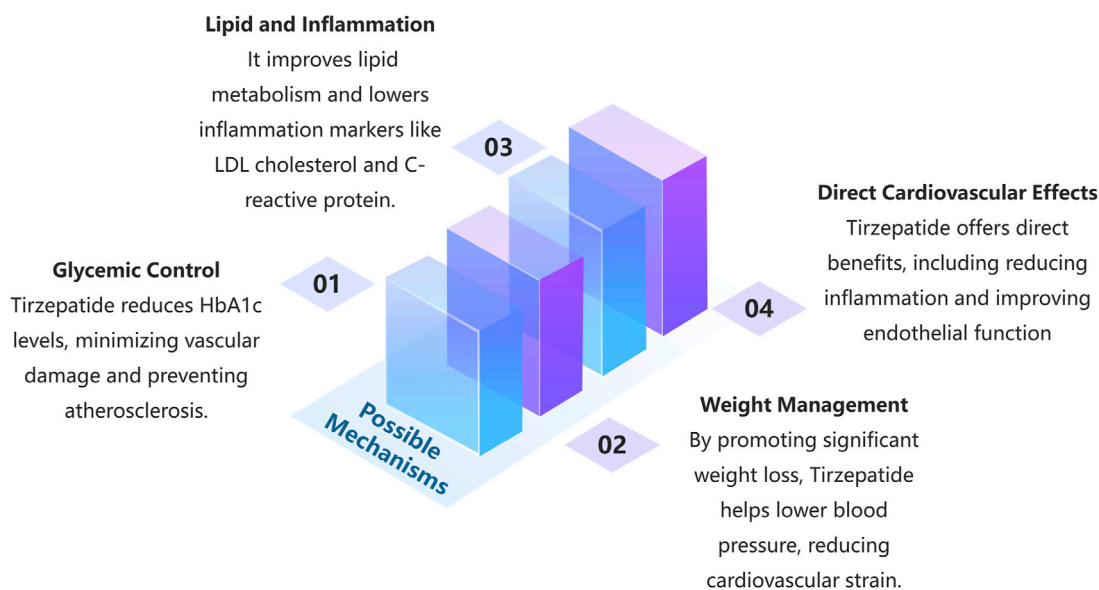 Lipid and Inflammation
It improves lipid
metabolism and lowers
inflammation markers like
LDL cholesterol and C-
reactive protein.
03
Direct Cardiovascular Effects
Tirzepatide offers direct
benefits, including reducing
inflammation and improving
endothelial function
04
Glycemic Control
Tirzepatide reduces HbA1c
levels, minimizing vascular
damage and preventing
atherosclerosis.
01
Possible
Mechanisms
02
Weight Management
By promoting significant
weight loss, Tirzepatide
helps lower blood
pressure, reducing
cardiovascular strain.